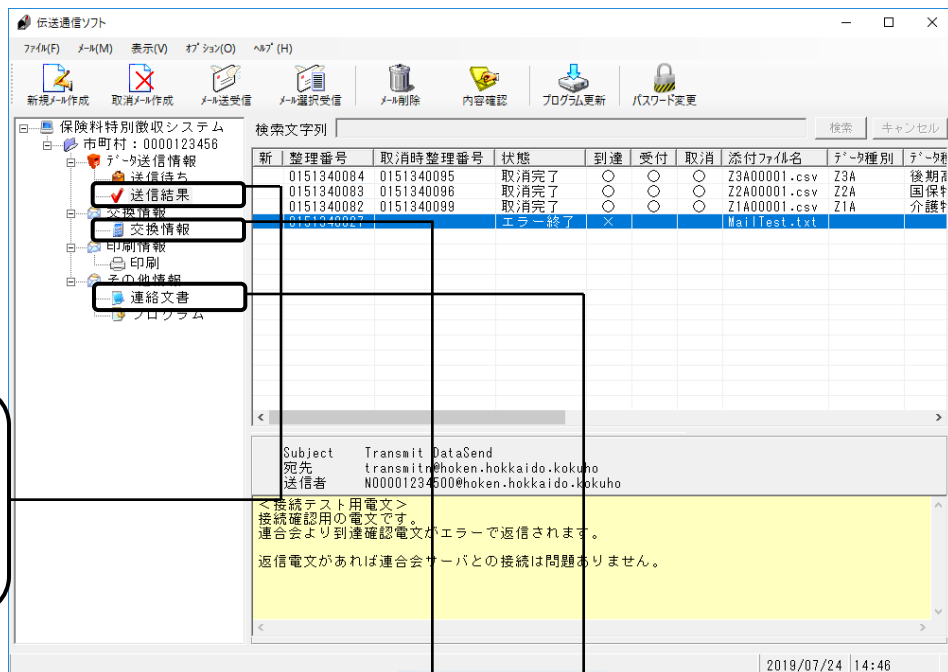 伝送通信ソフト
ﾌｧｲﾙ(F) ﾒｰﾙ(M) 表示(V) ｵﾌﾟｼｮﾝ(O) ﾍﾙﾌﾟ(H)
新規ﾒｰﾙ作成 取消ﾒｰﾙ作成 ﾒｰﾙ送受信 ﾒｰﾙ選択受信 ﾒｰﾙ削除 内容確認 ﾌﾟﾛｸﾞﾗﾑ更新 ﾊﾟｽﾜｰﾄﾞ変更
保険料特別徴収システム
市町村：0000123456
ﾃﾞｰﾀ送信情報
送信待ち
送信結果
交換情報
交換情報
印刷情報
印刷
その他情報
連絡文書
プログラム
検索文字列 検索 キャンセル
新 整理番号 取消時整理番号 状態 到達 受付 取消 添付ﾌｧｲﾙ名 ﾃﾞｰﾀ種別 ﾃﾞｰﾀ種
0151340084 0151340095 取消完了 ○ ○ ○ Z3A00001.csv Z3A 後期高
0151340083 0151340096 取消完了 ○ ○ ○ Z2A00001.csv Z2A 国保特
0151340082 0151340099 取消完了 ○ ○ ○ Z1A00001.csv Z1A 介護特
0151340027 エラー終了 × MailTest.txt
Subject Transmit DataSend
宛先 transmitn@hoken.hokkaido.kokuho
送信者 N00001234500@hoken.hokkaido.kokuho
＜接続テスト用電文＞
接続確認用の電文です。
連合会より到達確認電文がエラーで返信されます。
返信電文があれば連合会サーバとの接続は問題ありません。
2019/07/24 14:46